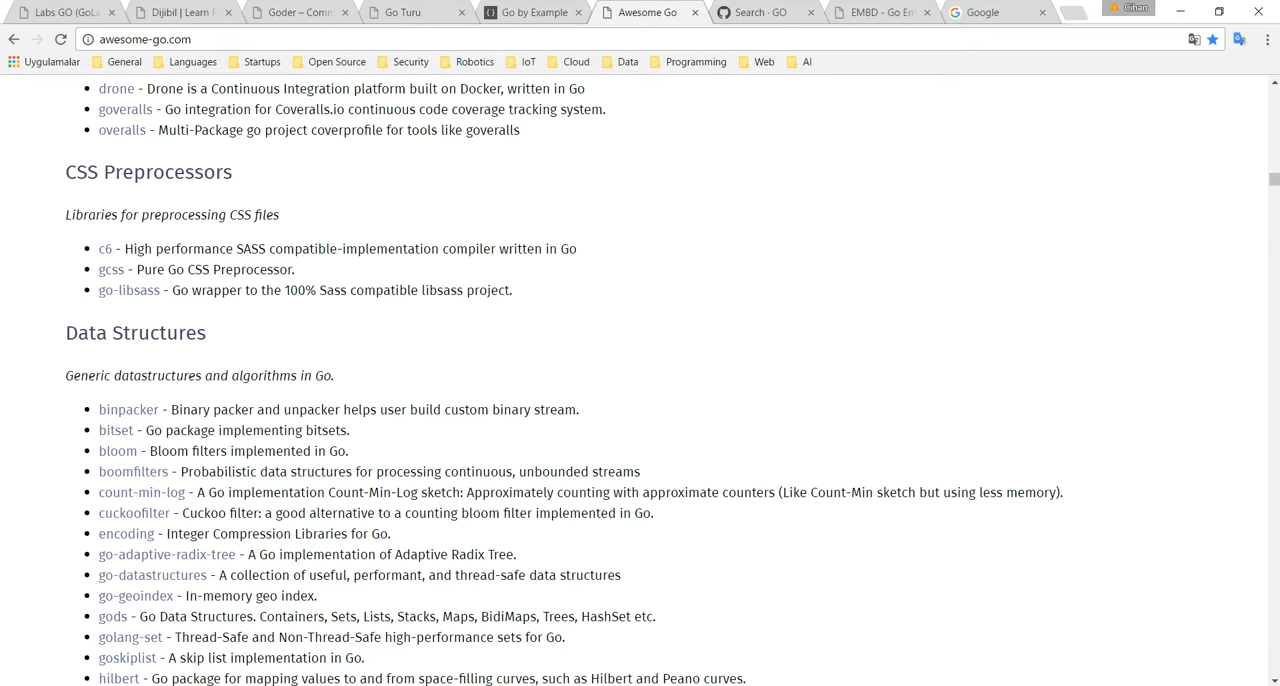 Labs GO (GoLa
Dijibil | Learn F
Goder – Comm
Go Turu
Go by Example
Awesome Go
Search · GO
EMBD - Go Em
Google
Cihan
awesome-go.com
Uygulamalar General Languages Startups Open Source Security Robotics IoT Cloud Data Programming Web AI
drone - Drone is a Continuous Integration platform built on Docker, written in Go
goveralls - Go integration for Coveralls.io continuous code coverage tracking system.
overalls - Multi-Package go project coverprofile for tools like goveralls
CSS Preprocessors
Libraries for preprocessing CSS files
c6 - High performance SASS compatible-implementation compiler written in Go
gcss - Pure Go CSS Preprocessor.
go-libsass - Go wrapper to the 100% Sass compatible libsass project.
Data Structures
Generic datastructures and algorithms in Go.
binpacker - Binary packer and unpacker helps user build custom binary stream.
bitset - Go package implementing bitsets.
bloom - Bloom filters implemented in Go.
boomfilters - Probabilistic data structures for processing continuous, unbounded streams
count-min-log - A Go implementation Count-Min-Log sketch: Approximately counting with approximate counters (Like Count-Min sketch but using less memory).
cuckoofilter - Cuckoo filter: a good alternative to a counting bloom filter implemented in Go.
encoding - Integer Compression Libraries for Go.
go-adaptive-radix-tree - A Go implementation of Adaptive Radix Tree.
go-datastructures - A collection of useful, performant, and thread-safe data structures
go-geoindex - In-memory geo index.
gods - Go Data Structures. Containers, Sets, Lists, Stacks, Maps, BidiMaps, Trees, HashSet etc.
golang-set - Thread-Safe and Non-Thread-Safe high-performance sets for Go.
goskiplist - A skip list implementation in Go.
hilbert - Go package for mapping values to and from space-filling curves, such as Hilbert and Peano curves.